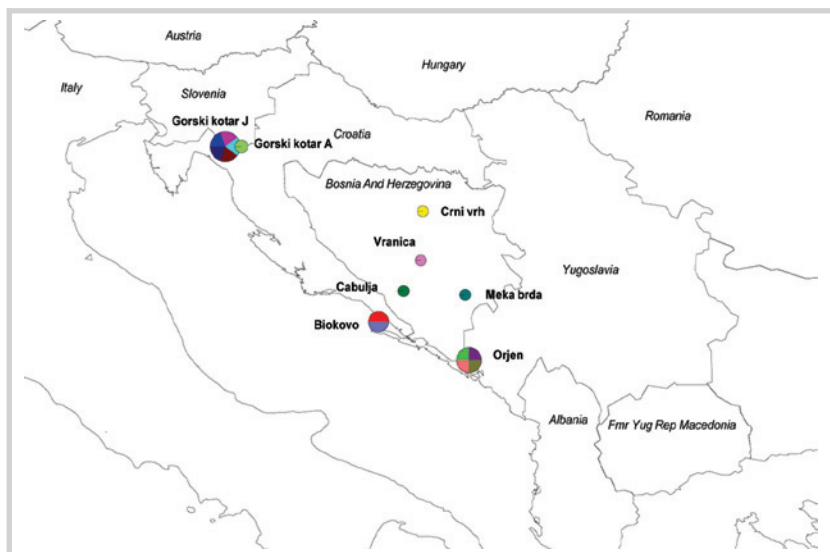 Austria
Hungary
Italy
Slovenia
Romania
Gorski kotar J
Croatia
Gorski kotar A
Bosnia And Herzegovina
Crni vrh
Vranica
Yugoslavia
Cabulja
Meka brda
Biokovo
Orjen
Albania
Fmr Yug Rep Macedonia